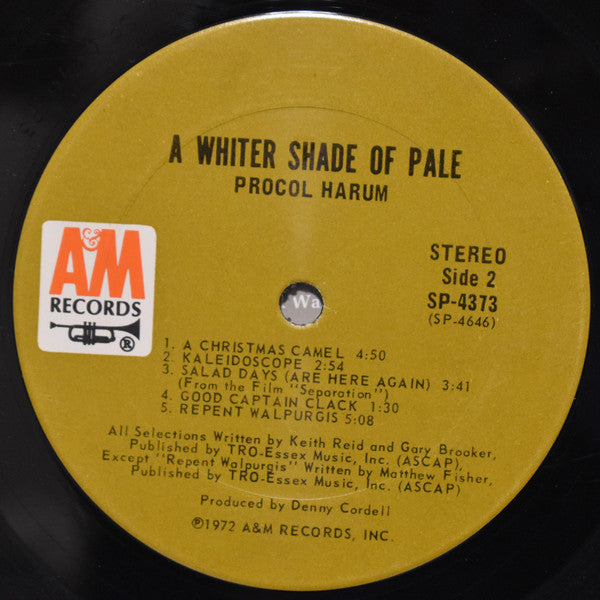 A WHITER SHADE OF PALE
PROCOL HARUM
A&M
RECORDS
®
STEREO
Side 2
SP-4373
(SP-4646)
Wa
1. A CHRISTMAS CAMEL 4:50
2. KALEIDOSCOPE 2:54
3. SALAD DAYS (ARE HERE AGAIN) 3:41
(From the Film "Separation")
4. GOOD CAPTAIN CLACK 1:30
5. REPENT WALPURGIS 5:08
All Selections Written by Keith Reid and Gary Brooker,
Published by TRO-Essex Music, Inc. (ASCAP),
Except "Repent Walpurgis" Written by Matthew Fisher,
Published by TRO-Essex Music, Inc. (ASCAP)
Produced by Denny Cordell
℗1972 A&M RECORDS, INC.